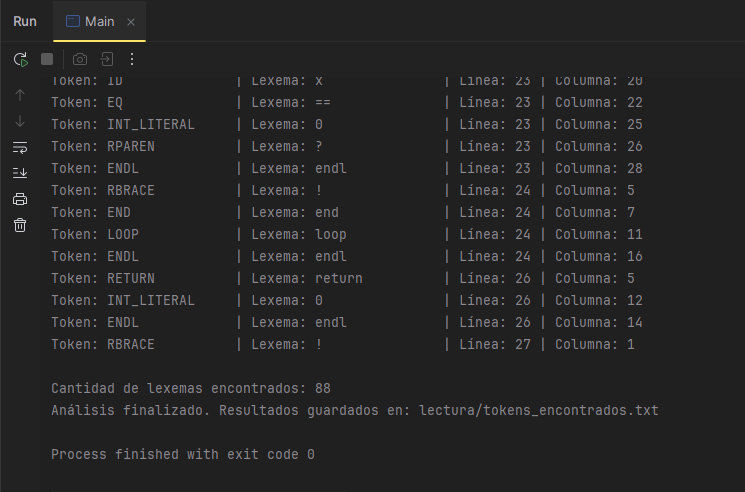 Run Main
Token: ID | Lexema: x | Línea: 23 | Columna: 20
Token: EQ | Lexema: == | Línea: 23 | Columna: 22
Token: INT_LITERAL | Lexema: 0 | Línea: 23 | Columna: 25
Token: RPAREN | Lexema: ? | Línea: 23 | Columna: 26
Token: ENDL | Lexema: endl | Línea: 23 | Columna: 28
Token: RBRACE | Lexema: ! | Línea: 24 | Columna: 5
Token: END | Lexema: end | Línea: 24 | Columna: 7
Token: LOOP | Lexema: loop | Línea: 24 | Columna: 11
Token: ENDL | Lexema: endl | Línea: 24 | Columna: 16
Token: RETURN | Lexema: return | Línea: 26 | Columna: 5
Token: INT_LITERAL | Lexema: 0 | Línea: 26 | Columna: 12
Token: ENDL | Lexema: endl | Línea: 26 | Columna: 14
Token: RBRACE | Lexema: ! | Línea: 27 | Columna: 1
Cantidad de lexemas encontrados: 88
Análisis finalizado. Resultados guardados en: lectura/tokens_encontrados.txt
Process finished with exit code 0